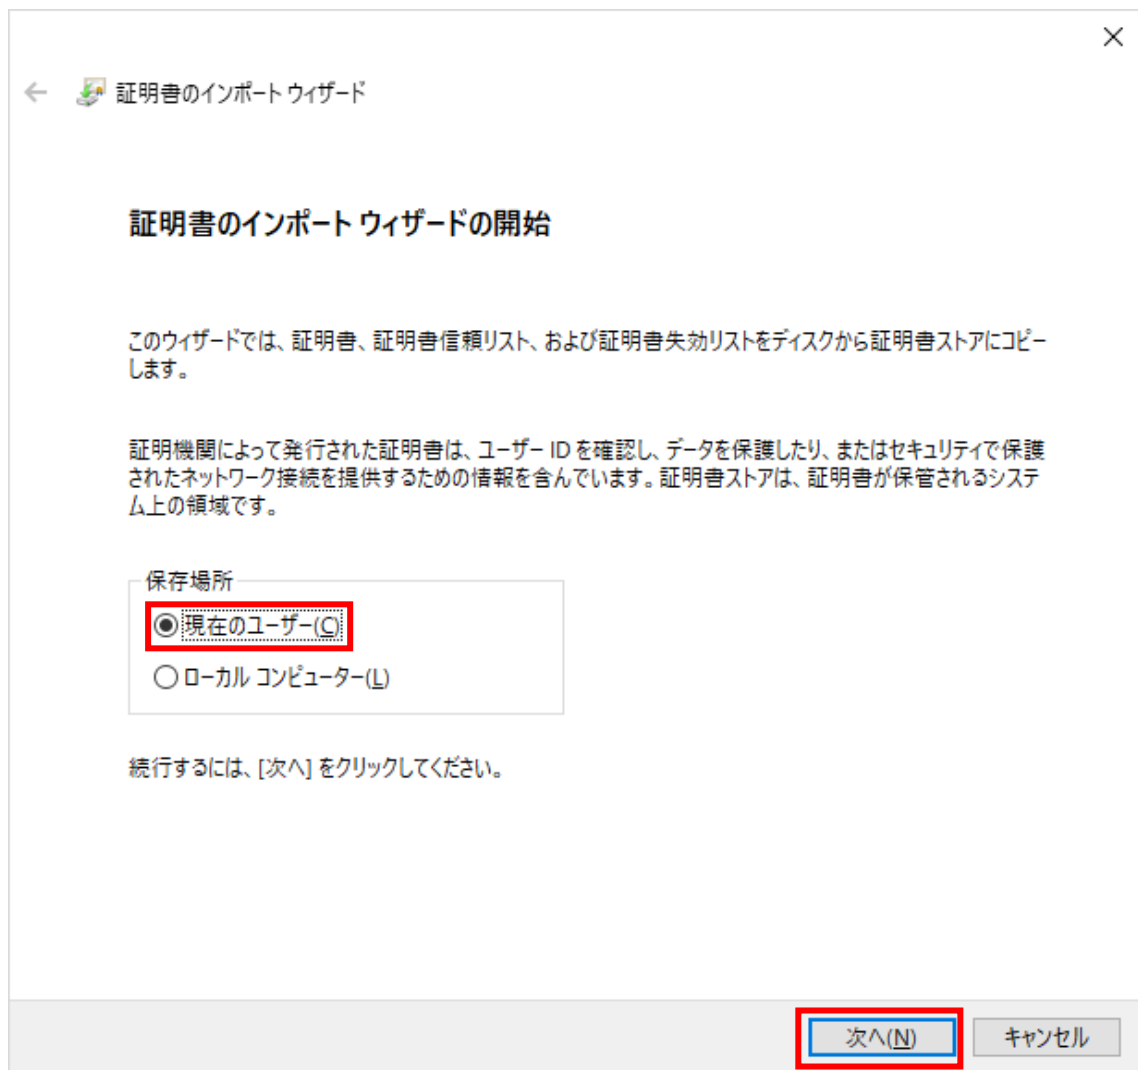 証明書のインポート ウィザード
証明書のインポート ウィザードの開始
このウィザードでは、証明書、証明書信頼リスト、および証明書失効リストをディスクから証明書ストアにコピー
します。
証明機関によって発行された証明書は、ユーザー ID を確認し、データを保護したり、またはセキュリティで保護
されたネットワーク接続を提供するための情報を含んでいます。証明書ストアは、証明書が保管されるシステ
ム上の領域です。
保存場所
現在のユーザー(C)
ローカル コンピューター(L)
続行するには、[次へ] をクリックしてください。
次へ(N)
キャンセル